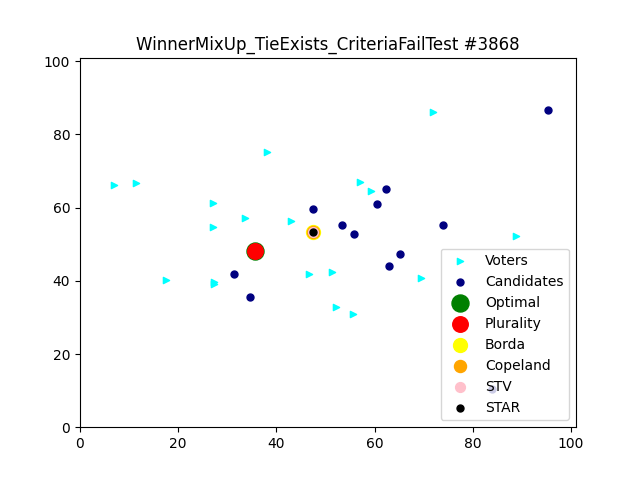 WinnerMixUp_TieExists_CriteriaFailTest #3868
100
80
60
40
20
0
0
20
40
60
80
100
Voters
Candidates
Optimal
Plurality
Borda
Copeland
STV
STAR